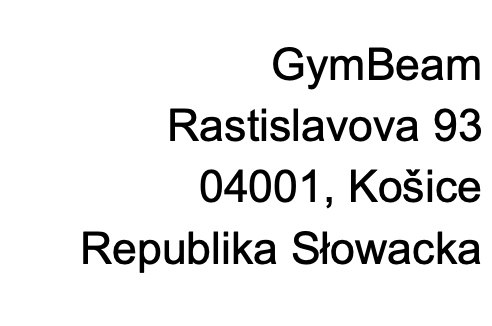 GymBeam
Rastislavova 93
04001, Košice
Republika Słowacka